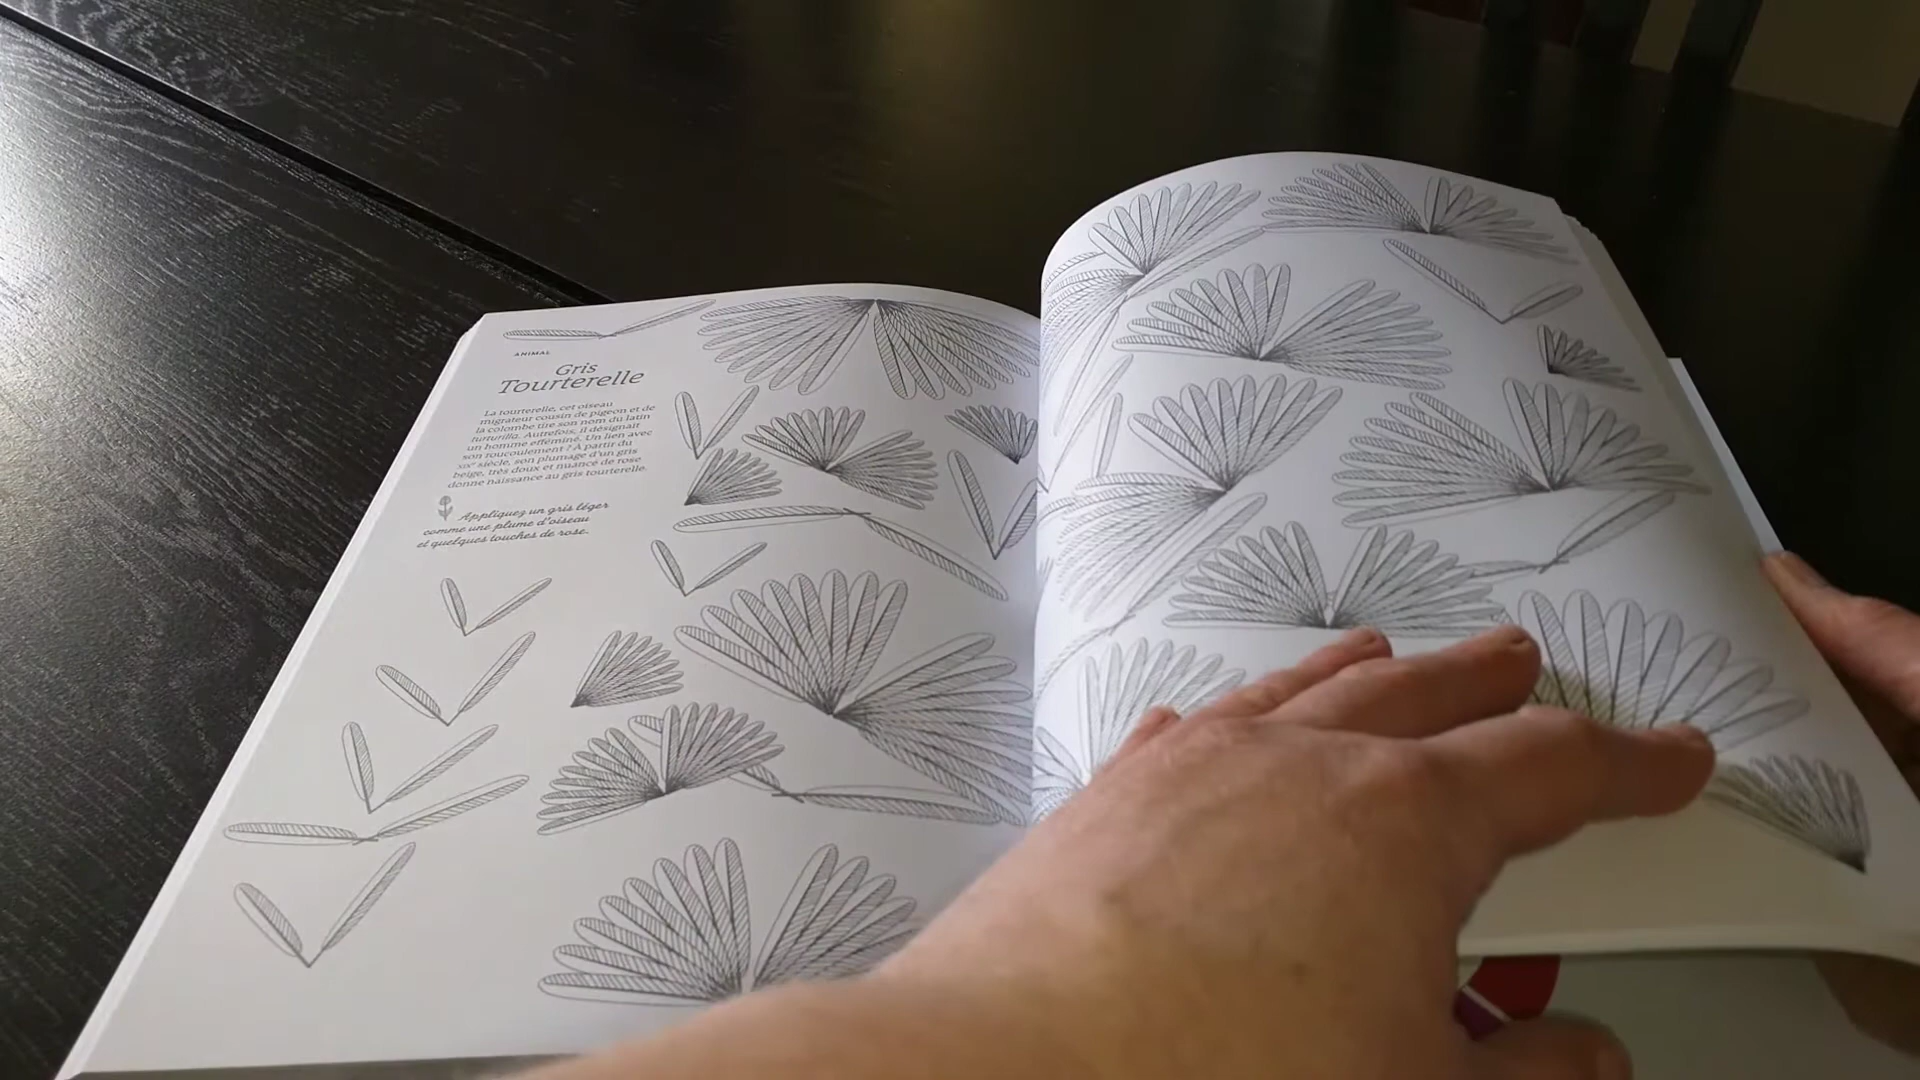 ANIMAL
Gris
Tourterelle
La tourterelle, cet oiseau
migrateur cousin de pigeon et de
la colombe tire son nom du latin
turturilla. Autrefois, il désignait
un homme efféminé. Un lien avec
son roucoulement ? À partir du
XIXe siècle, son plumage d'un gris
beige, très doux et nuancé de rose
donne naissance au gris tourterelle.
Appliquez un gris léger
comme une plume d'oiseau
et quelques touches de rose.